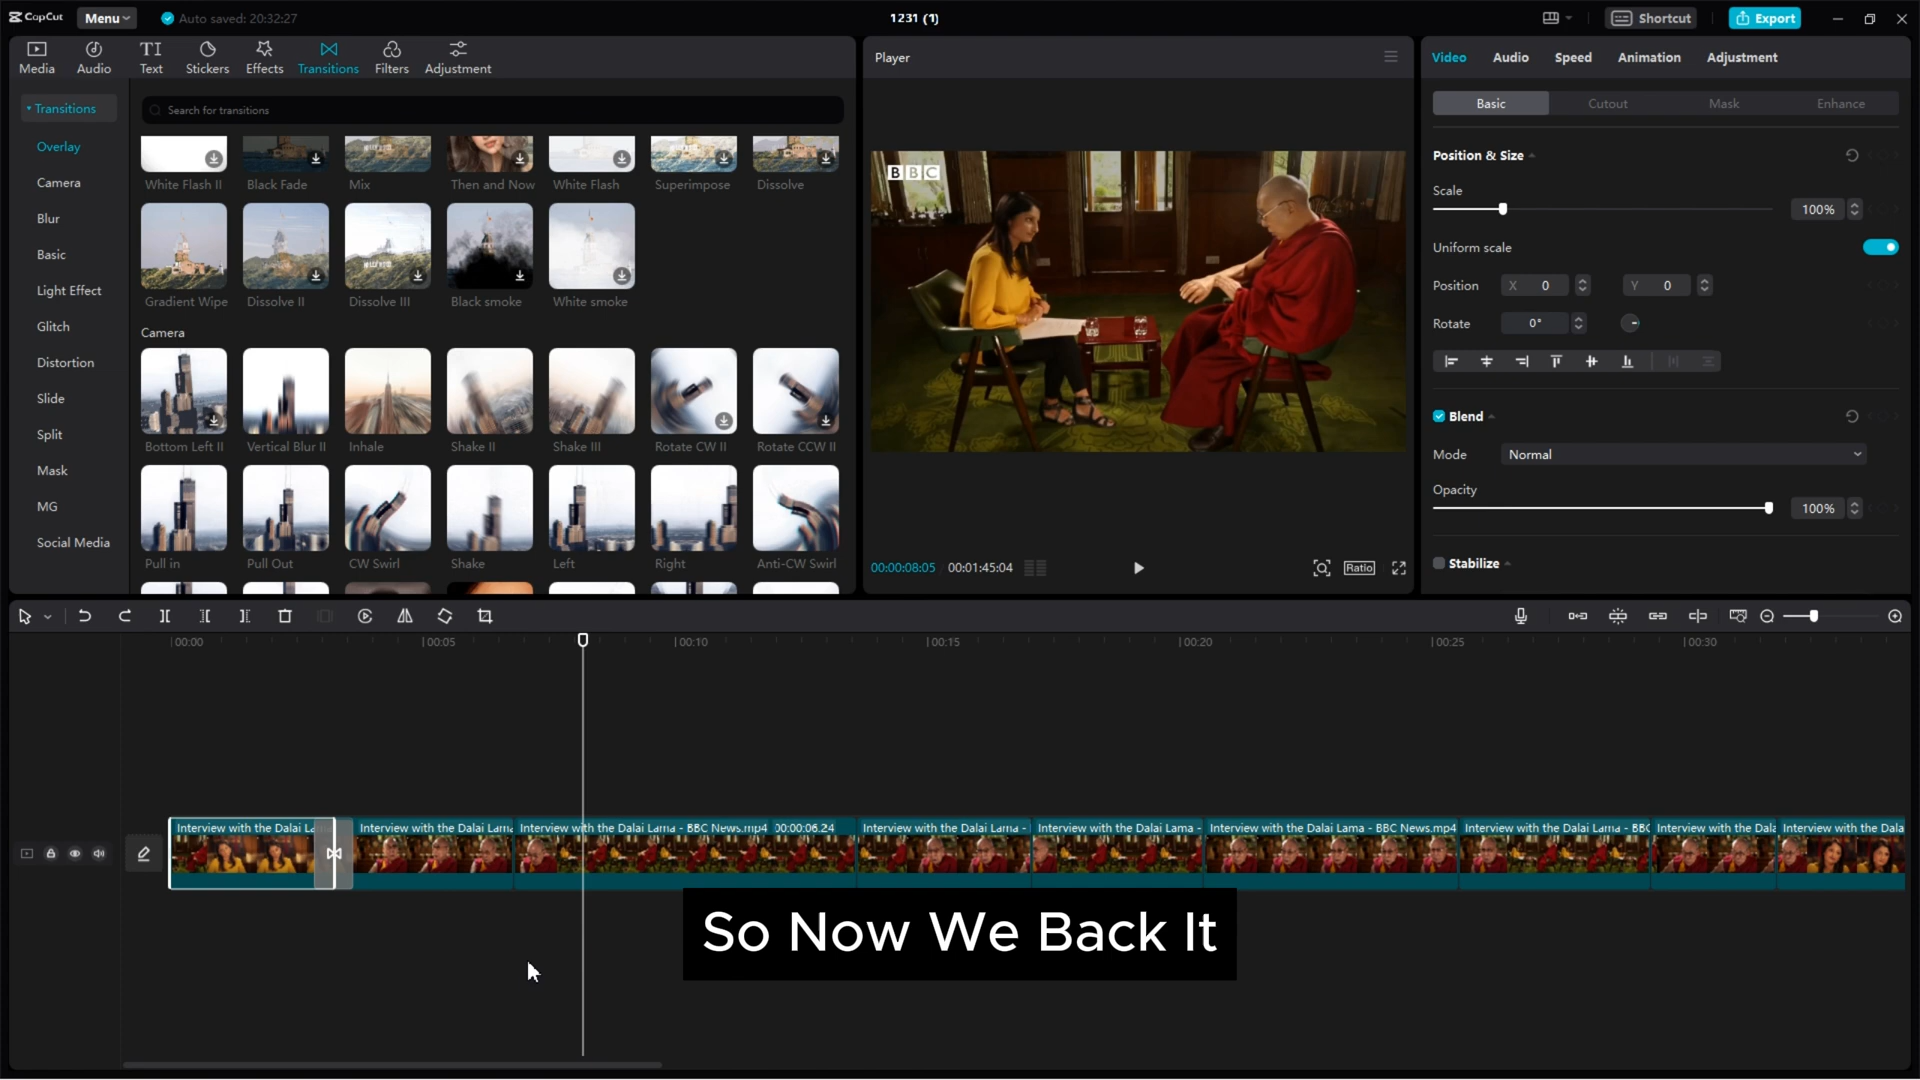 CapCut
Menu
Auto saved: 20:32:27
1231 (1)
Shortcut
Export
Media
Audio
TI
Text
Stickers
Effects
Transitions
Filters
Adjustment
Transitions
Overlay
Camera
Blur
Basic
Light Effect
Glitch
Distortion
Slide
Split
Mask
MG
Social Media
Search for transitions
White Flash II
Black Fade
Mix
Then and Now
White Flash
Superimpose
Dissolve
Gradient Wipe
Dissolve II
Dissolve III
Black smoke
White smoke
Camera
Bottom Left II
Vertical Blur II
Inhale
Shake II
Shake III
Rotate CW II
Rotate CCW II
Pull in
Pull Out
CW Swirl
Shake
Left
Right
Anti-CW Swirl
Player
BBC
00:00:08:05
00:01:45:04
Ratio
Video
Audio
Speed
Animation
Adjustment
Basic
Cutout
Mask
Enhance
Position & Size
Scale
100%
Uniform scale
Position
X 0
Y 0
Rotate
0°
Blend
Mode
Normal
Opacity
100%
Stabilize
00:00
00:05
00:10
00:15
00:20
00:25
00:30
Interview with the Dalai La
Interview with the Dalai Lama
Interview with the Dalai Lama - BBC News.mp4 00:00:06:24
Interview with the Dalai Lama -
Interview with the Dalai Lama -
Interview with the Dalai Lama - BBC News.mp4
Interview with the Dalai Lama - BBC
Interview with the Dala
Interview with the Dala
So Now We Back It